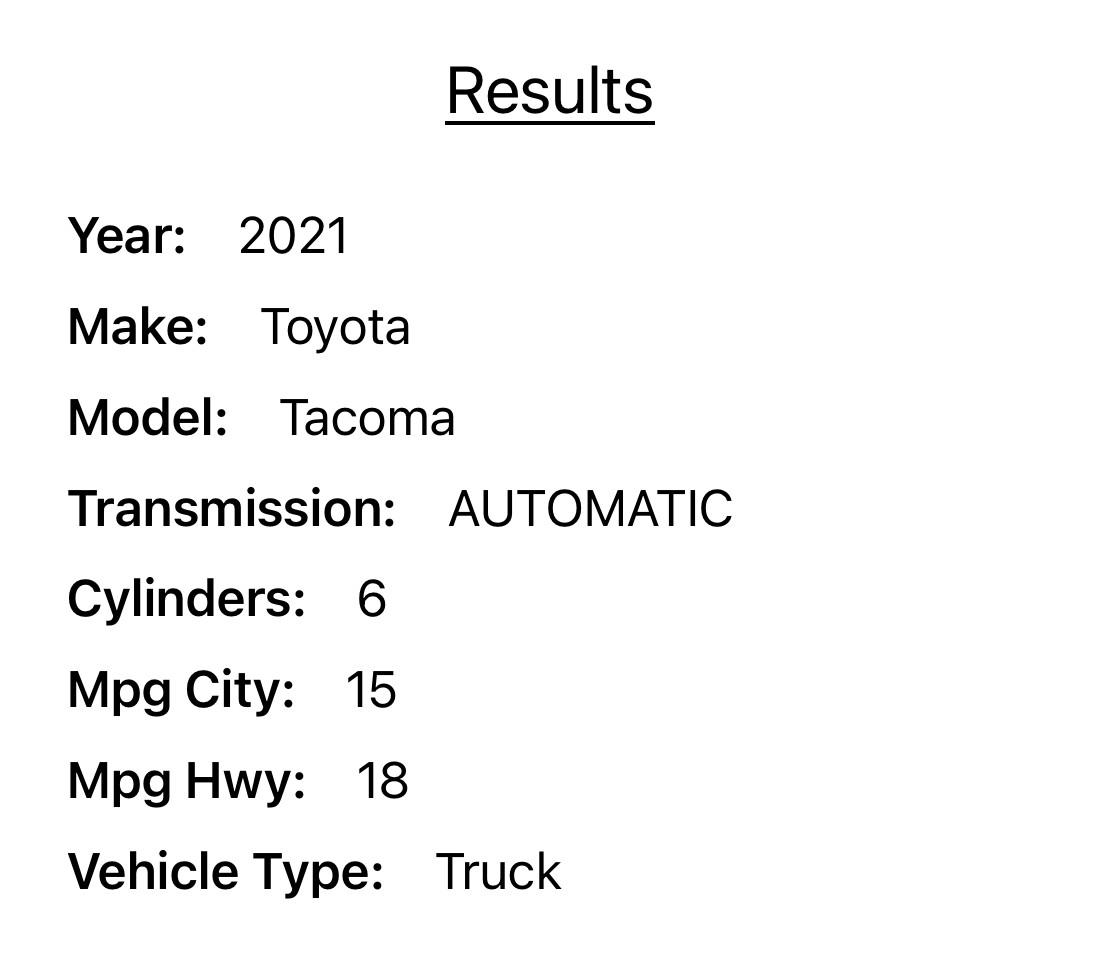 Results
Year: 2021
Make: Toyota
Model: Tacoma
Transmission: AUTOMATIC
Cylinders: 6
Mpg City: 15
Mpg Hwy: 18
Vehicle Type: Truck